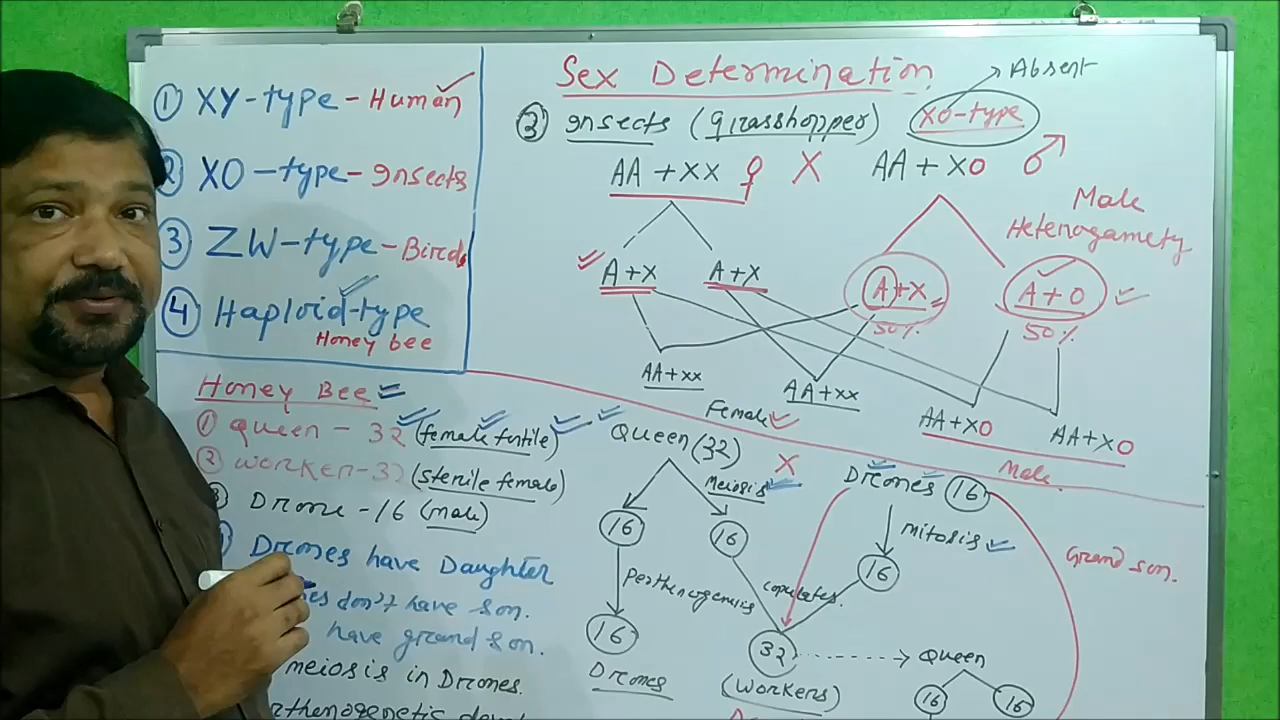 ① XY-type-Human
② XO-type-Insects
③ ZW-type-Birds
④ Haploid-type
Honey bee
Sex Determination
② Insects (Grasshopper) XO-type → Absent
AA+XX ♀ X AA+XO ♂
Male
Heterogamety
A+X A+X A+X A+O
50% 50%
AA+XX AA+XX AA+XO AA+XO
Female Male
Honey Bee
① Queen-32 (female fertile)
② Worker-32 (sterile female)
③ Drone-16 (male)
④ Drones have Daughter
don't have son.
have grand son.
meiosis in Drones.
Queen (32) X Drones (16)
Meiosis mitosis
16 16 16
Perthenogenesis copulates.
16 32 Queen
Drones (Workers) 16 16
Grand son.